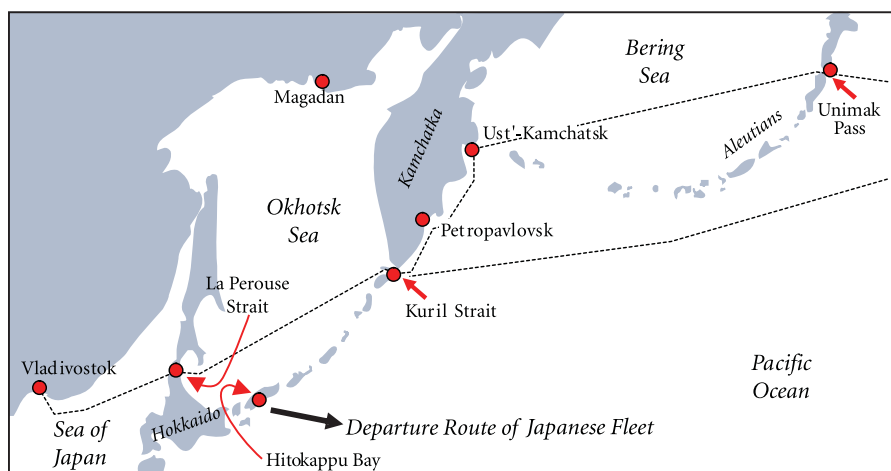 Bering
Sea
Magadan
Unimak
Pass
Kamchatka
Ust'-Kamchatsk
Aleutians
Okhotsk
Sea
Petropavlovsk
La Perouse
Strait
Kuril Strait
Vladivostok
Pacific
Ocean
Sea of
Japan
Hokkaido
Departure Route of Japanese Fleet
Hitokappu Bay